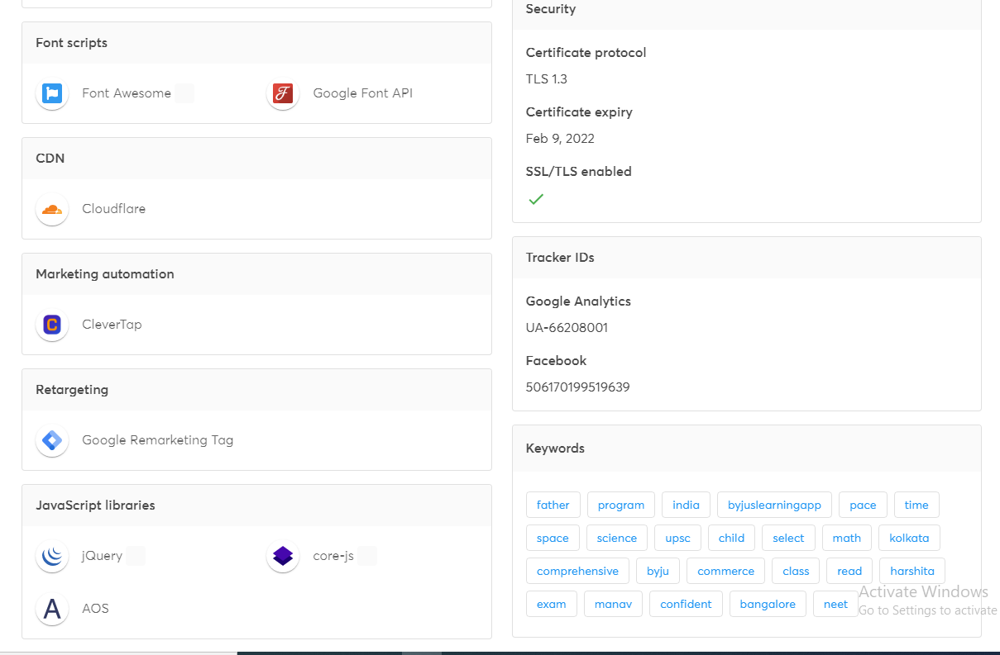 Font scripts
Font Awesome
Google Font API
CDN
Cloudflare
Marketing automation
CleverTap
Retargeting
Google Remarketing Tag
JavaScript libraries
jQuery
core-js
AOS
Security
Certificate protocol
TLS 1.3
Certificate expiry
Feb 9, 2022
SSL/TLS enabled
Tracker IDs
Google Analytics
UA-66208001
Facebook
506170199519639
Keywords
father program india byjuslearningapp pace time
space science upsc child select math kolkata
comprehensive byju commerce class read harshita
exam manav confident bangalore neet
Activate Windows
Go to Settings to activate